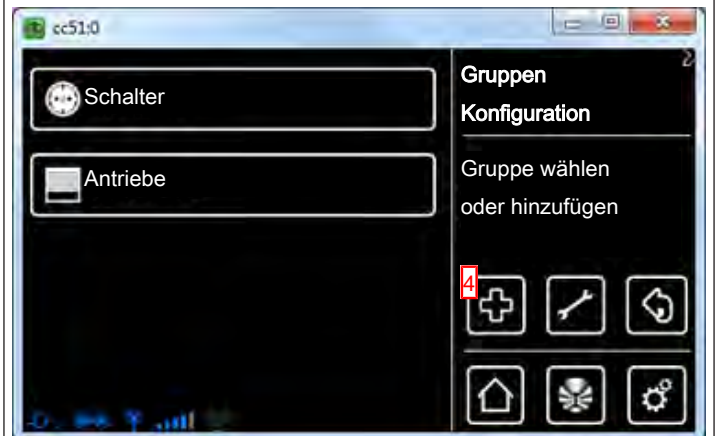 cc51:0
Schalter
Antriebe
Gruppen
Konfiguration
Gruppe wählen
oder hinzufügen
4